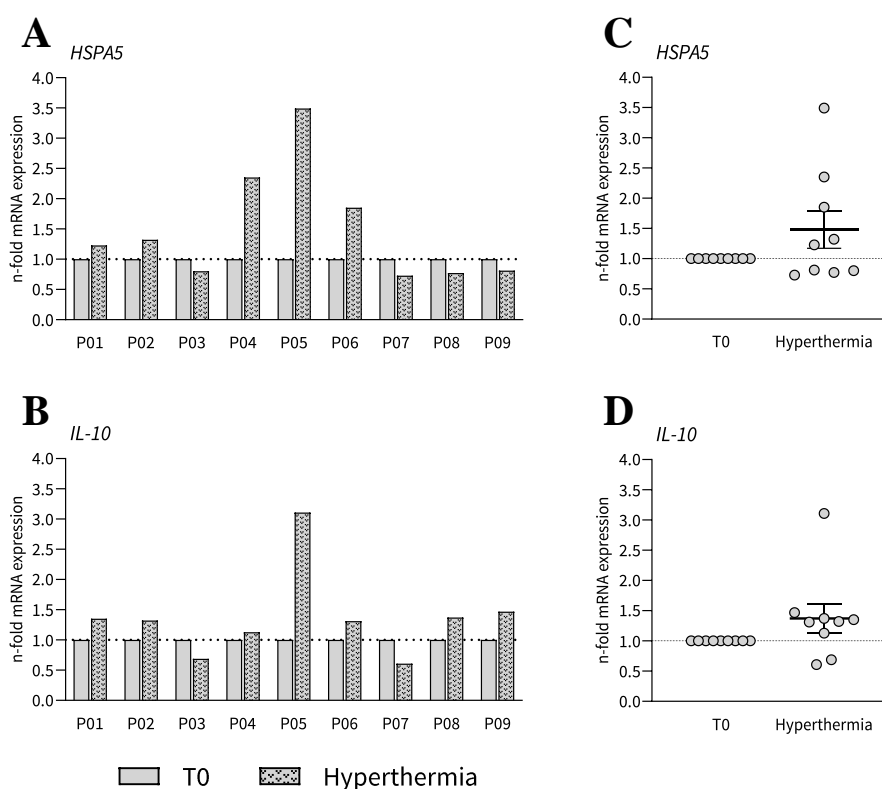 A
HSPA5
n-fold mRNA expression
4.0
3.5
3.0
2.5
2.0
1.5
1.0
0.5
0.0
P01 P02 P03 P04 P05 P06 P07 P08 P09
C
HSPA5
n-fold mRNA expression
4.0
3.5
3.0
2.5
2.0
1.5
1.0
0.5
0.0
T0 Hyperthermia
B
IL-10
n-fold mRNA expression
4.0
3.5
3.0
2.5
2.0
1.5
1.0
0.5
0.0
P01 P02 P03 P04 P05 P06 P07 P08 P09
D
IL-10
n-fold mRNA expression
4.0
3.5
3.0
2.5
2.0
1.5
1.0
0.5
0.0
T0 Hyperthermia
T0 Hyperthermia